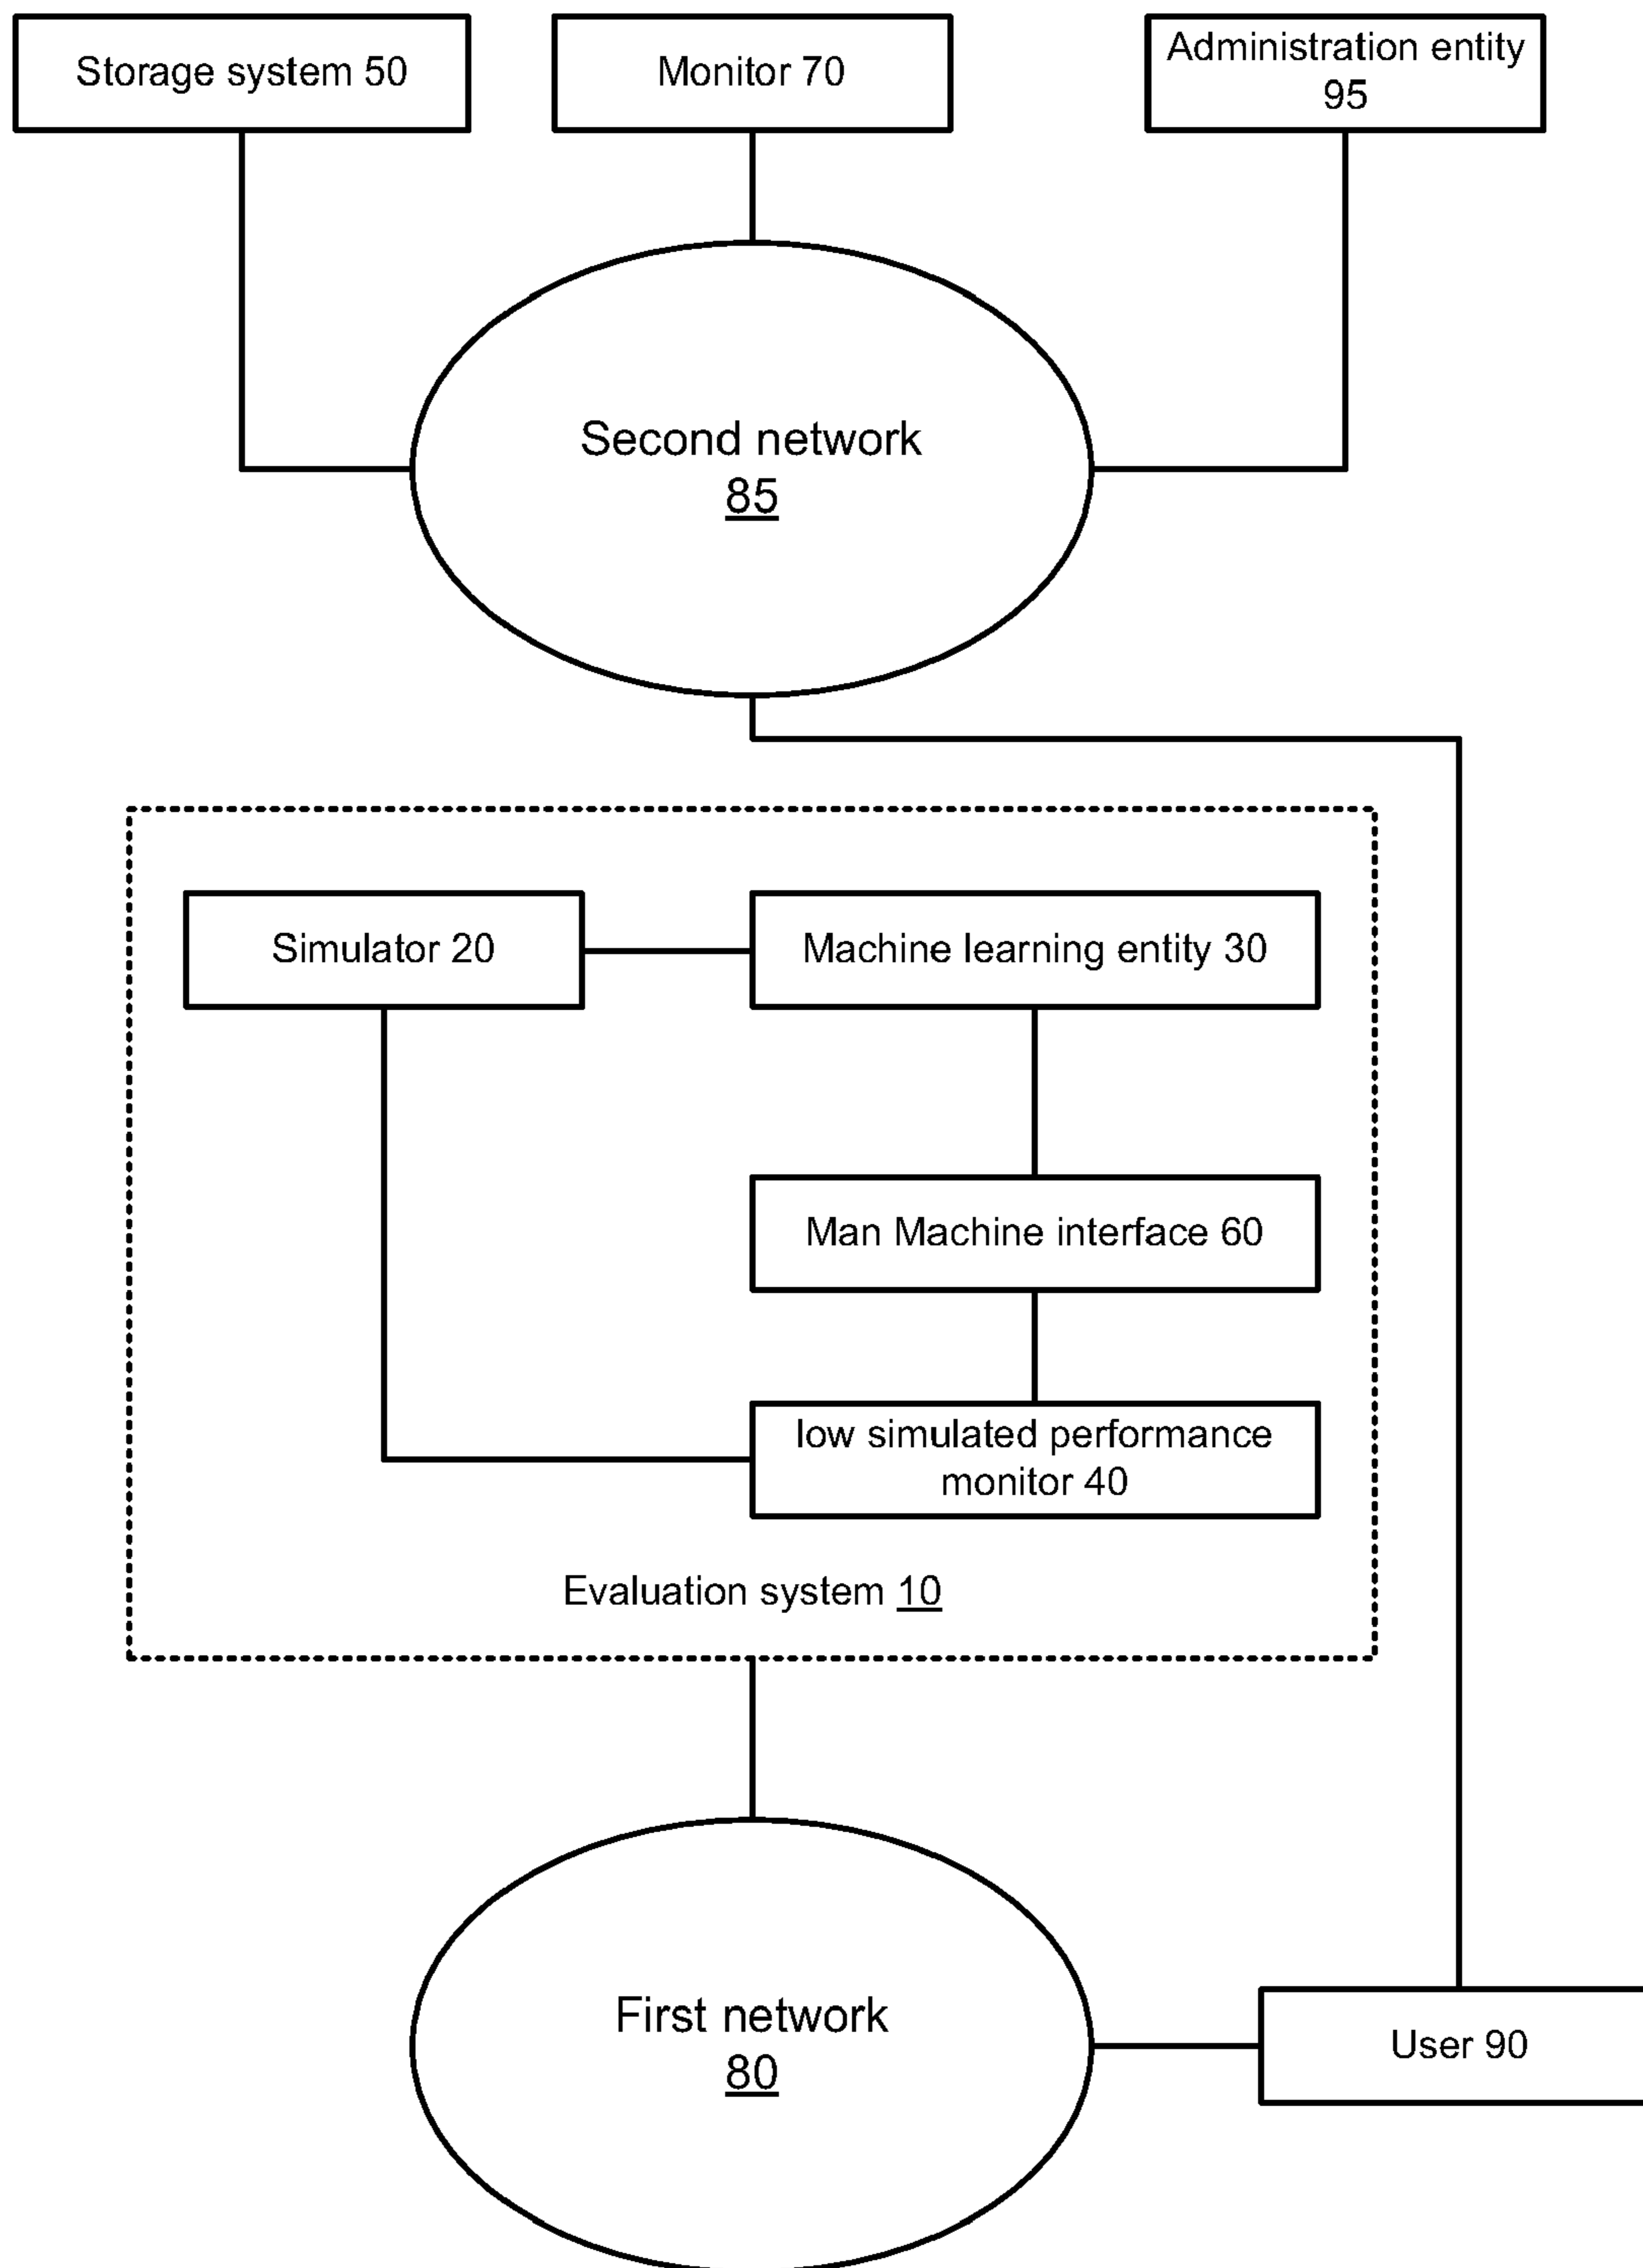 Storage system 50
Monitor 70
Administration entity
95
Second network
85
Simulator 20
Machine learning entity 30
Man Machine interface 60
low simulated performance
monitor 40
Evaluation system 10
First network
80
User 90